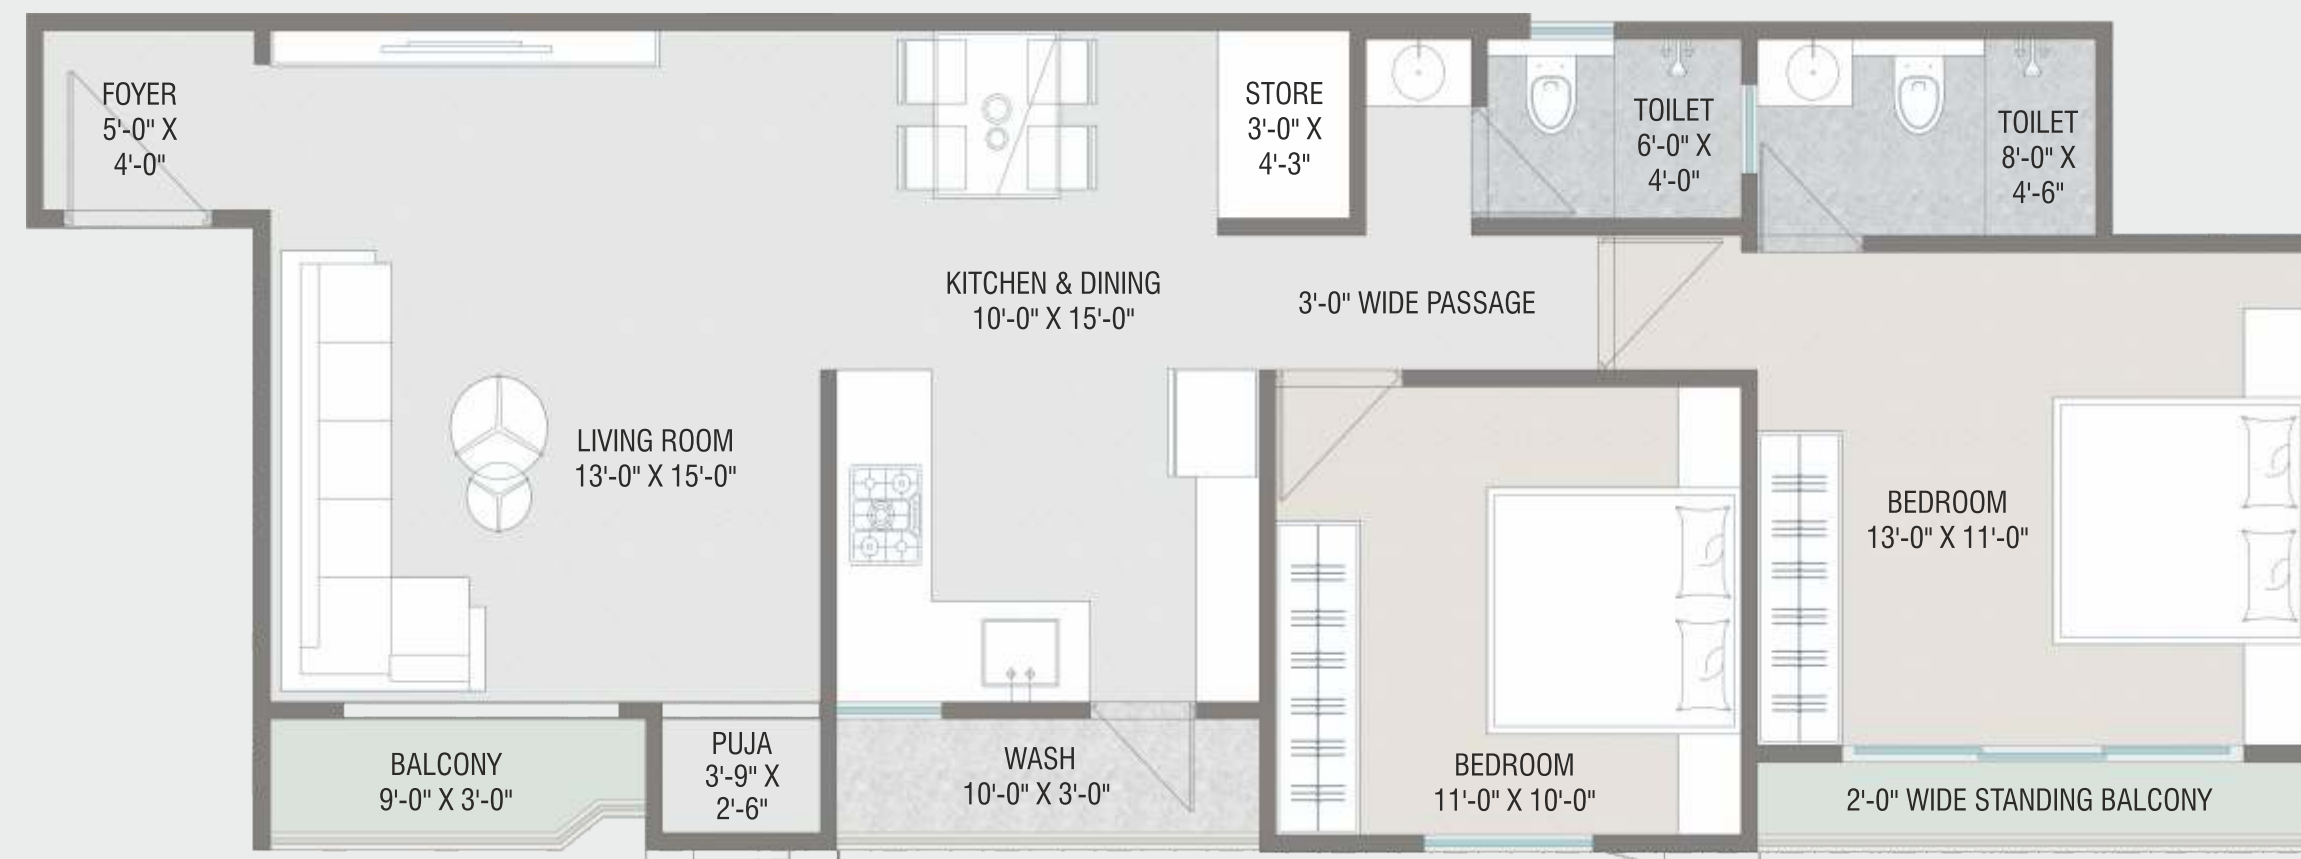 FOYER
5'-0" X
4'-0"
STORE
3'-0" X
4'-3"
TOILET
6'-0" X
4'-0"
TOILET
8'-0" X
4'-6"
KITCHEN & DINING
10'-0" X 15'-0"
3'-0" WIDE PASSAGE
LIVING ROOM
13'-0" X 15'-0"
BEDROOM
13'-0" X 11'-0"
BALCONY
9'-0" X 3'-0"
PUJA
3'-9" X
2'-6"
WASH
10'-0" X 3'-0"
BEDROOM
11'-0" X 10'-0"
2'-0" WIDE STANDING BALCONY